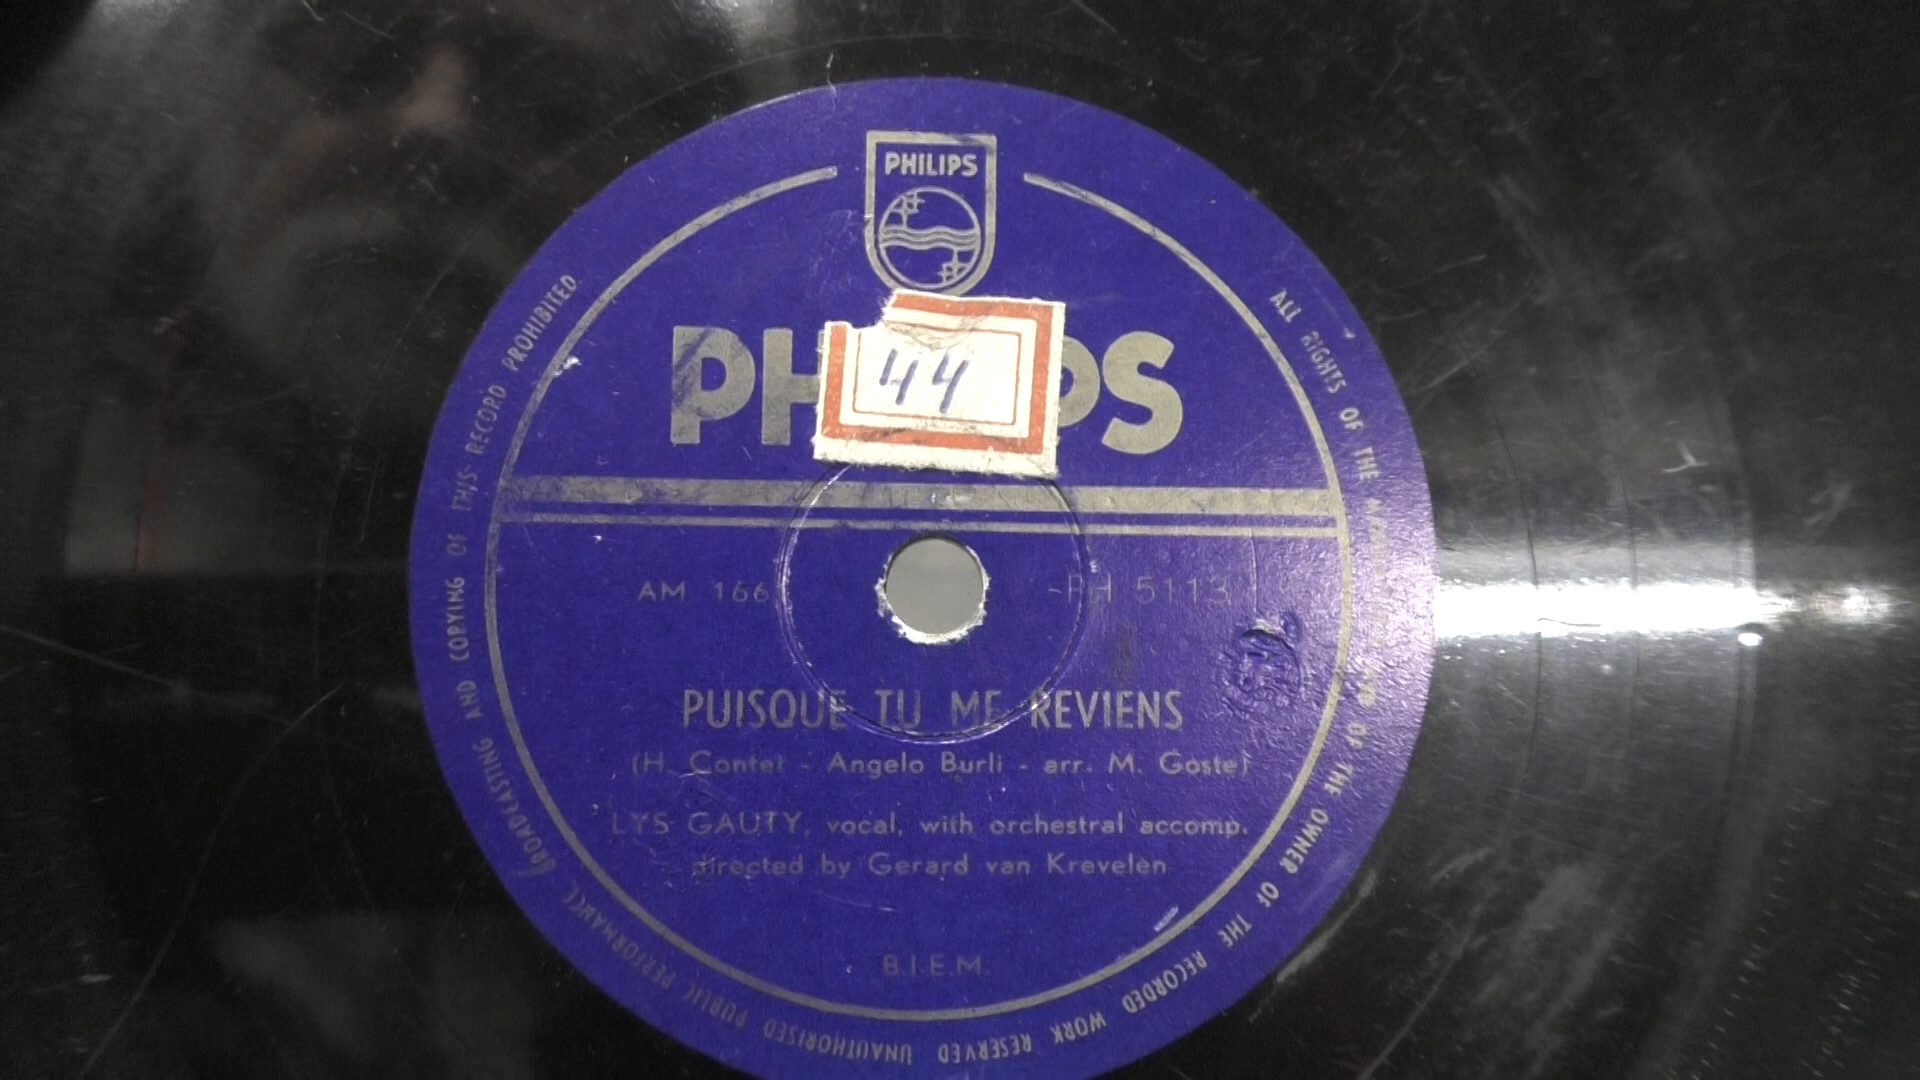 PHILIPS
44
AM 166
PH 5113
PUISQUE TU ME REVIENS
(H. Contet - Angelo Burli - arr. M. Goste)
LYS GAUTY, vocal, with orchestral accomp.
directed by Gerard van Krevelen
B.I.E.M.
ALL RIGHTS OF THE AND OF THE OWNER OF THE RECORDED WORK RESERVED UNAUTHORISED PUBLIC PERFORMANCE BROADCASTING AND COPYING OF THIS RECORD PROHIBITED